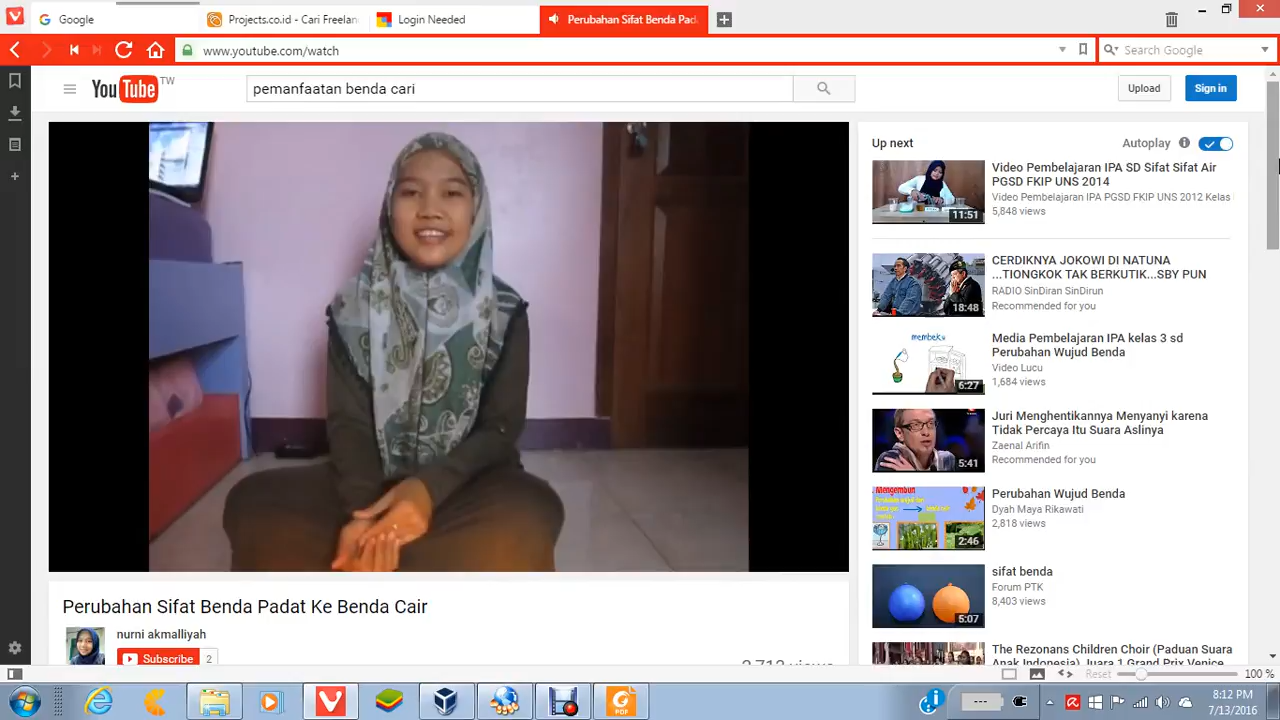 Google
Projects.co.id - Cari Freelan
Login Needed
Perubahan Sifat Benda Pad
www.youtube.com/watch
Search Google
YouTube TW
pemanfaatan benda cari
Upload
Sign in
Up next
Autoplay
Video Pembelajaran IPA SD Sifat Sifat Air
PGSD FKIP UNS 2014
Video Pembelajaran IPA PGSD FKIP UNS 2012 Kelas
5,848 views
11:51
CERDIKNYA JOKOWI DI NATUNA
...TIONGKOK TAK BERKUTIK...SBY PUN
RADIO SinDiran SinDirun
Recommended for you
18:48
Media Pembelajaran IPA kelas 3 sd
Perubahan Wujud Benda
Video Lucu
1,684 views
membeku
6:27
Juri Menghentikannya Menyanyi karena
Tidak Percaya Itu Suara Aslinya
Zaenal Arifin
Recommended for you
5:41
Perubahan Wujud Benda
Dyah Maya Rikawati
2,818 views
Mengembun
2:46
sifat benda
Forum PTK
8,403 views
5:07
The Rezonans Children Choir (Paduan Suara
Anak Indonesia) Juara 1 Grand Prix Venice
Perubahan Sifat Benda Padat Ke Benda Cair
nurni akmalliyah
Subscribe 2
2,713 views
Reset
100 %
PDF
8:12 PM
7/13/2016